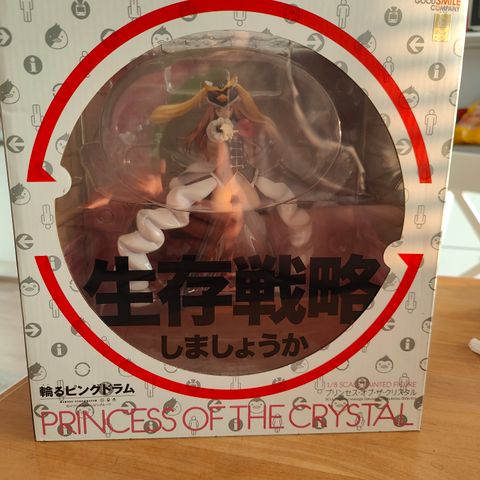 GOODSMILE
COMPANY
生存戦略
しましょうか
輪るピングドラム
1/8 SCALE PAINTED FIGURE
プリンセス・オブ・ザ・クリスタル
PRINCESS OF THE CRYSTAL